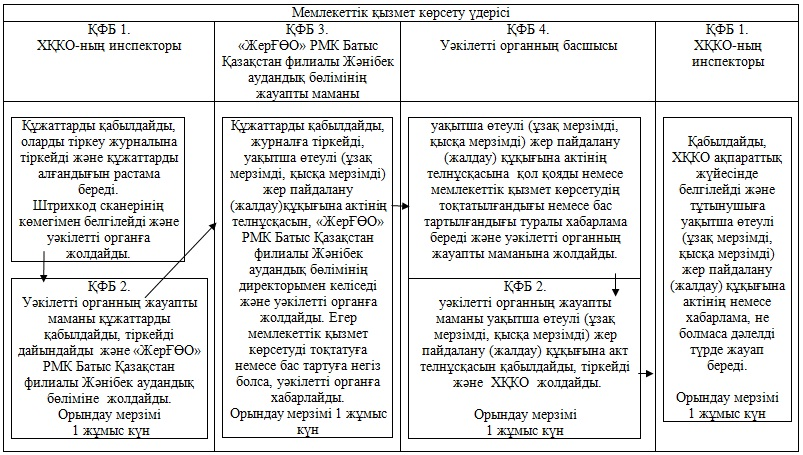 Мемлекеттік қызмет көрсету үдерісі
ҚФБ 1.
ХҚКО-ның инспекторы
ҚФБ 3.
«ЖерҒӨО» РМК Батыс
Қазақстан филиалы Жәнібек
аудандық бөлімінің
жауапты маманы
ҚФБ 4.
Уәкілетті органның басшысы
ҚФБ 1.
ХҚКО-ның
инспекторы
Құжаттарды қабылдайды,
оларды тіркеу журналына
тіркейді және құжаттарды
алғандығын растама
береді.
Штрихкод сканерінің
көмегімен белгілейді және
уәкілетті органға
жолдайды.
ҚФБ 2.
Уәкілетті органның жауапты
маманы құжаттарды
қабылдайды, тіркейді
дайындайды және «ЖерҒӨО»
РМК Батыс Қазақстан
филиалы Жәнібек аудандық
бөліміне жолдайды.
Орындау мерзімі
1 жұмыс күн
Құжаттарды қабылдайды,
журналға тіркейді,
уақытша өтеулі (ұзақ
мерзімді, қысқа мерзімді)
жер пайдалану
(жалдау)құқығына актінің
телнұсқасын, «ЖерҒӨО»
РМК Батыс Қазақстан
филиалы Жәнібек
аудандық бөлімінің
директорымен келіседі
және уәкілетті органға
жолдайды. Егер
мемлекеттік қызмет
көрсетуді тоқтатуға
немесе бас тартуға негіз
болса, уәкілетті органға
хабарлайды.
Орындау мерзімі 1 жұмыс
күн
уақытша өтеулі (ұзақ мерзімді,
қысқа мерзімді) жер пайдалану
(жалдау) құқығына актінің
телнұсқасына қол қояды немесе
мемлекеттік қызмет көрсетудің
тоқтатылғандығы немесе бас
тартылғандығы туралы хабарлама
береді және уәкілетті органның
жауапты маманына жолдайды.
ҚФБ 2.
уәкілетті органның жауапты
маманы уақытша өтеулі (ұзақ
мерзімді, қысқа мерзімді) жер
пайдалану (жалдау) құқығына акт
телнұсқасын қабылдайды, тіркейді
және ХҚКО жолдайды.
Орындау мерзімі
1 жұмыс күн
Қабылдайды,
ХҚКО ақпараттық
жүйесінде
белгілейді және
тұтынушыға
уақытша өтеулі
(ұзақ мерзімді,
қысқа мерзімді)
жер пайдалану
(жалдау) құқығына
актінің немесе
хабарлама, не
болмаса дәлелді
түрде жауап
береді.
Орындау мерзімі
1 жұмыс күн